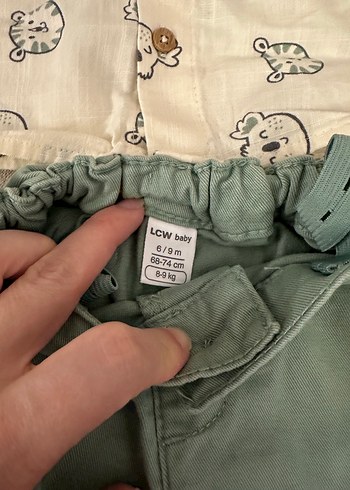 LCW baby
6 / 9 m
68-74 cm
8-9 kg